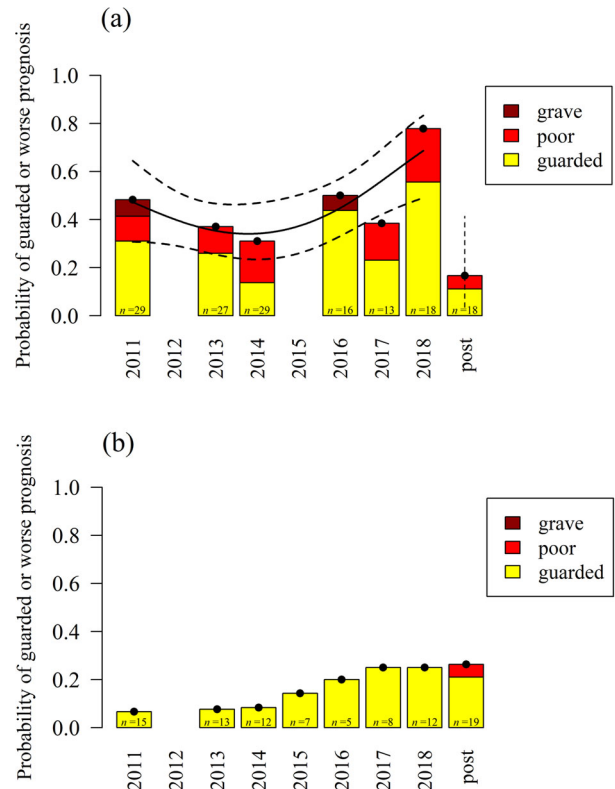 (a)
Probability of guarded or worse prognosis
1.0
0.8
0.6
0.4
0.2
0.0
n =29
n =27
n =29
n =16
n =13
n =18
n =18
2011
2012
2013
2014
2015
2016
2017
2018
post
grave
poor
guarded
(b)
Probability of guarded or worse prognosis
1.0
0.8
0.6
0.4
0.2
0.0
n =15
n =13
n =12
n =7
n =5
n =8
n =12
n =19
2011
2012
2013
2014
2015
2016
2017
2018
post
grave
poor
guarded